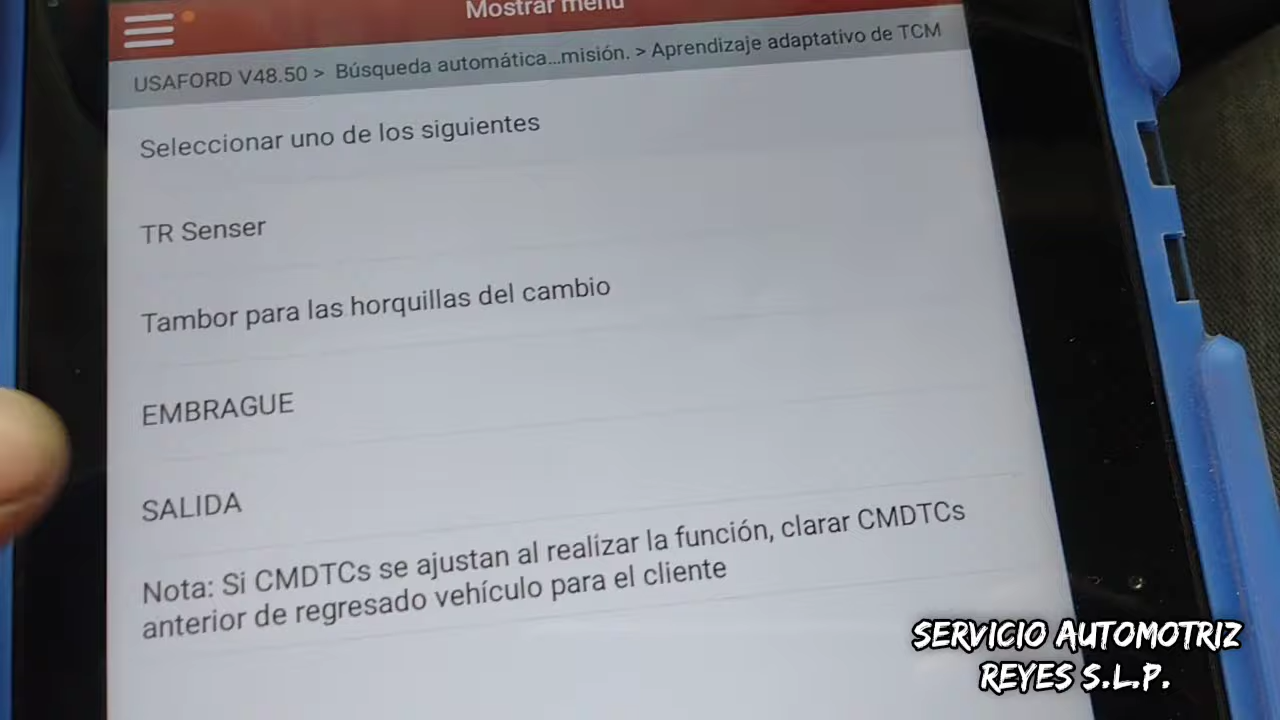 Mostrar menú
USAFORD V48.50 > Búsqueda automática...misión. > Aprendizaje adaptativo de TCM
Seleccionar uno de los siguientes
TR Senser
Tambor para las horquillas del cambio
EMBRAGUE
SALIDA
Nota: Si CMDTCs se ajustan al realizar la función, clarar CMDTCs
anterior de regresado vehículo para el cliente
SERVICIO AUTOMOTRIZ
REYES S.L.P.